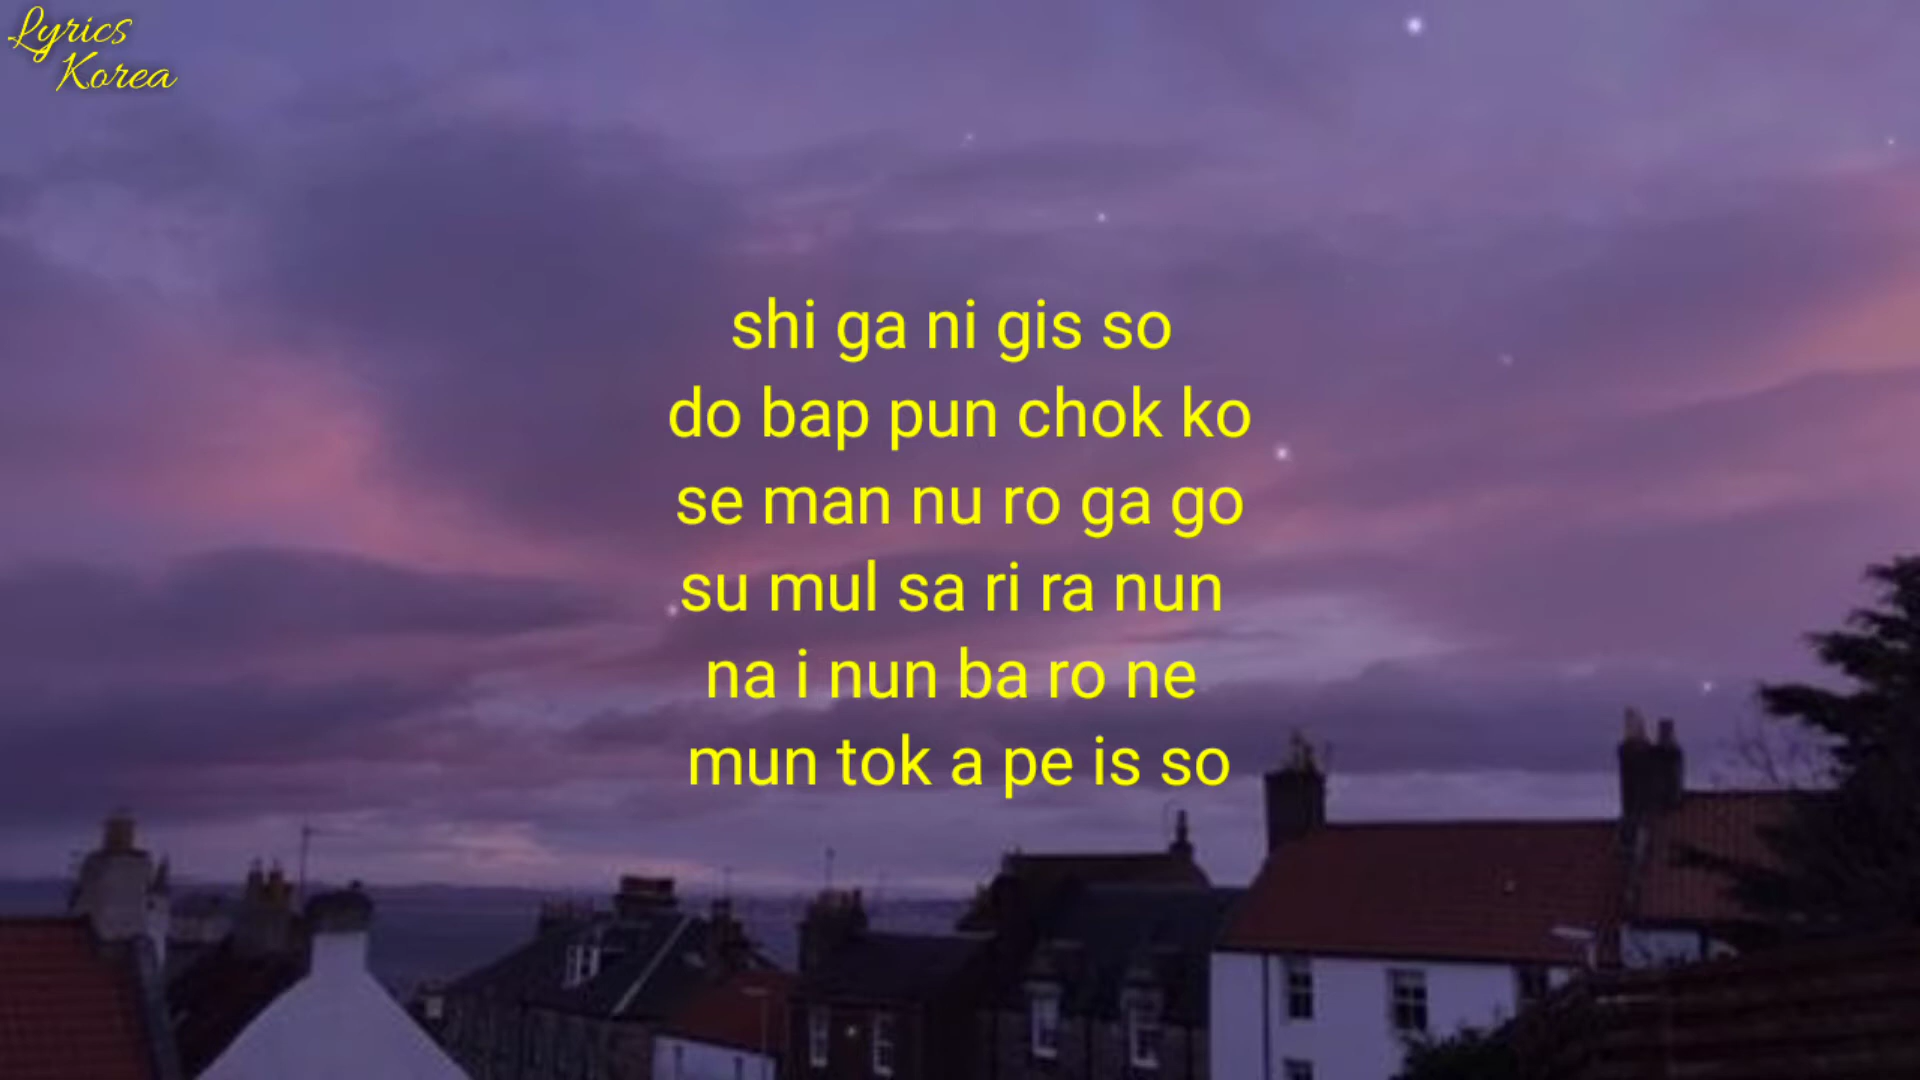 Lyrics
Korea
shi ga ni gis so
do bap pun chok ko
se man nu ro ga go
su mul sa ri ra nun
na i nun ba ro ne
mun tok a pe is so